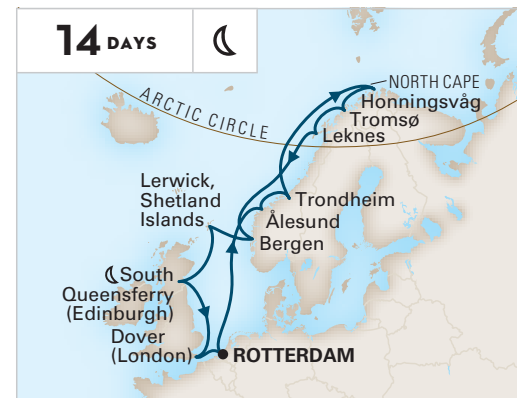 14 DAYS
ARCTIC CIRCLE
NORTH CAPE
Honningsvåg
Tromsø
Leknes
Lerwick,
Shetland
Islands
Trondheim
Ålesund
Bergen
South
Queensferry
(Edinburgh)
Dover
(London)
ROTTERDAM